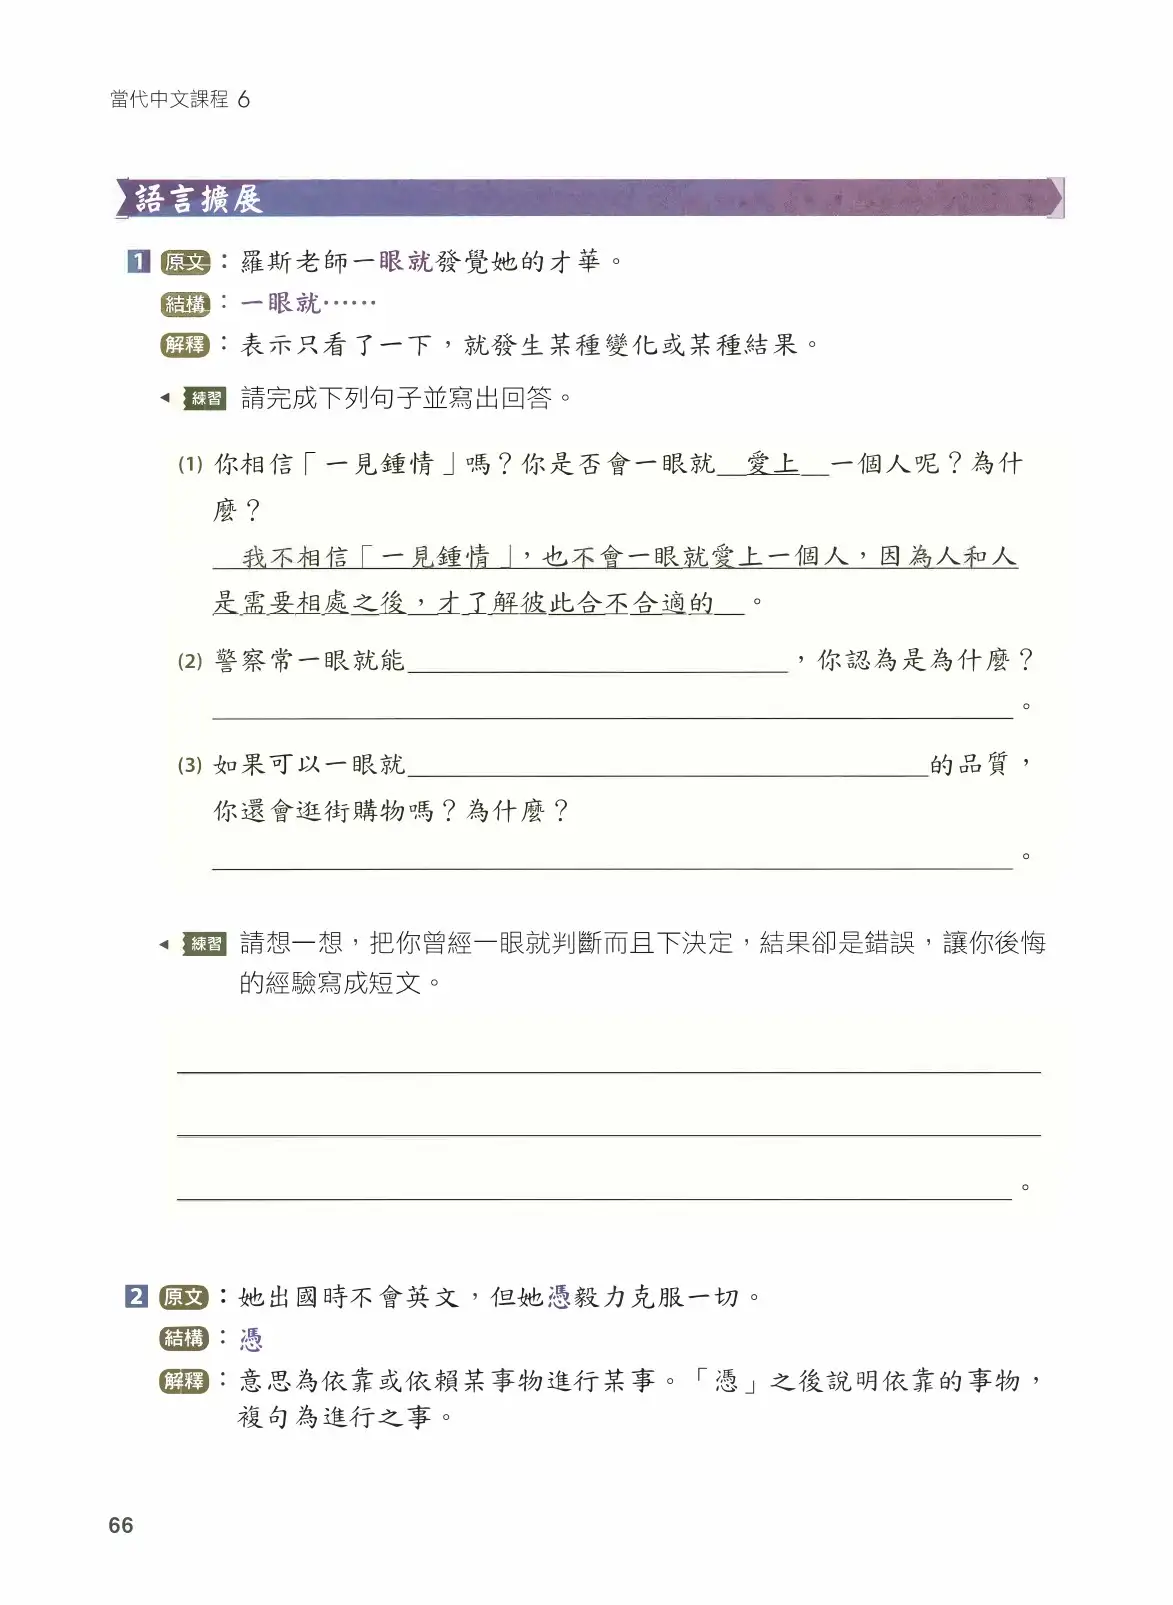 當代中文課程 6
語言擴展
1 原文：羅斯老師一眼就發覺她的才華。
結構：一眼就……
解釋：表示只看了一下，就發生某種變化或某種結果。
練習 請完成下列句子並寫出回答。
(1) 你相信「一見鍾情」嗎？你是否會一眼就 愛上 一個人呢？為什
麼？
我不相信「一見鍾情」，也不會一眼就愛上一個人，因為人和人
是需要相處之後，才了解彼此合不合適的 。
(2) 警察常一眼就能 ，你認為是為什麼？
。
(3) 如果可以一眼就 的品質，
你還會逛街購物嗎？為什麼？
。
練習 請想一想，把你曾經一眼就判斷而且下決定，結果卻是錯誤，讓你後悔
的經驗寫成短文。
。
2 原文：她出國時不會英文，但她憑毅力克服一切。
結構：憑
解釋：意思為依靠或依賴某事物進行某事。「憑」之後說明依靠的事物，
複句為進行之事。
66